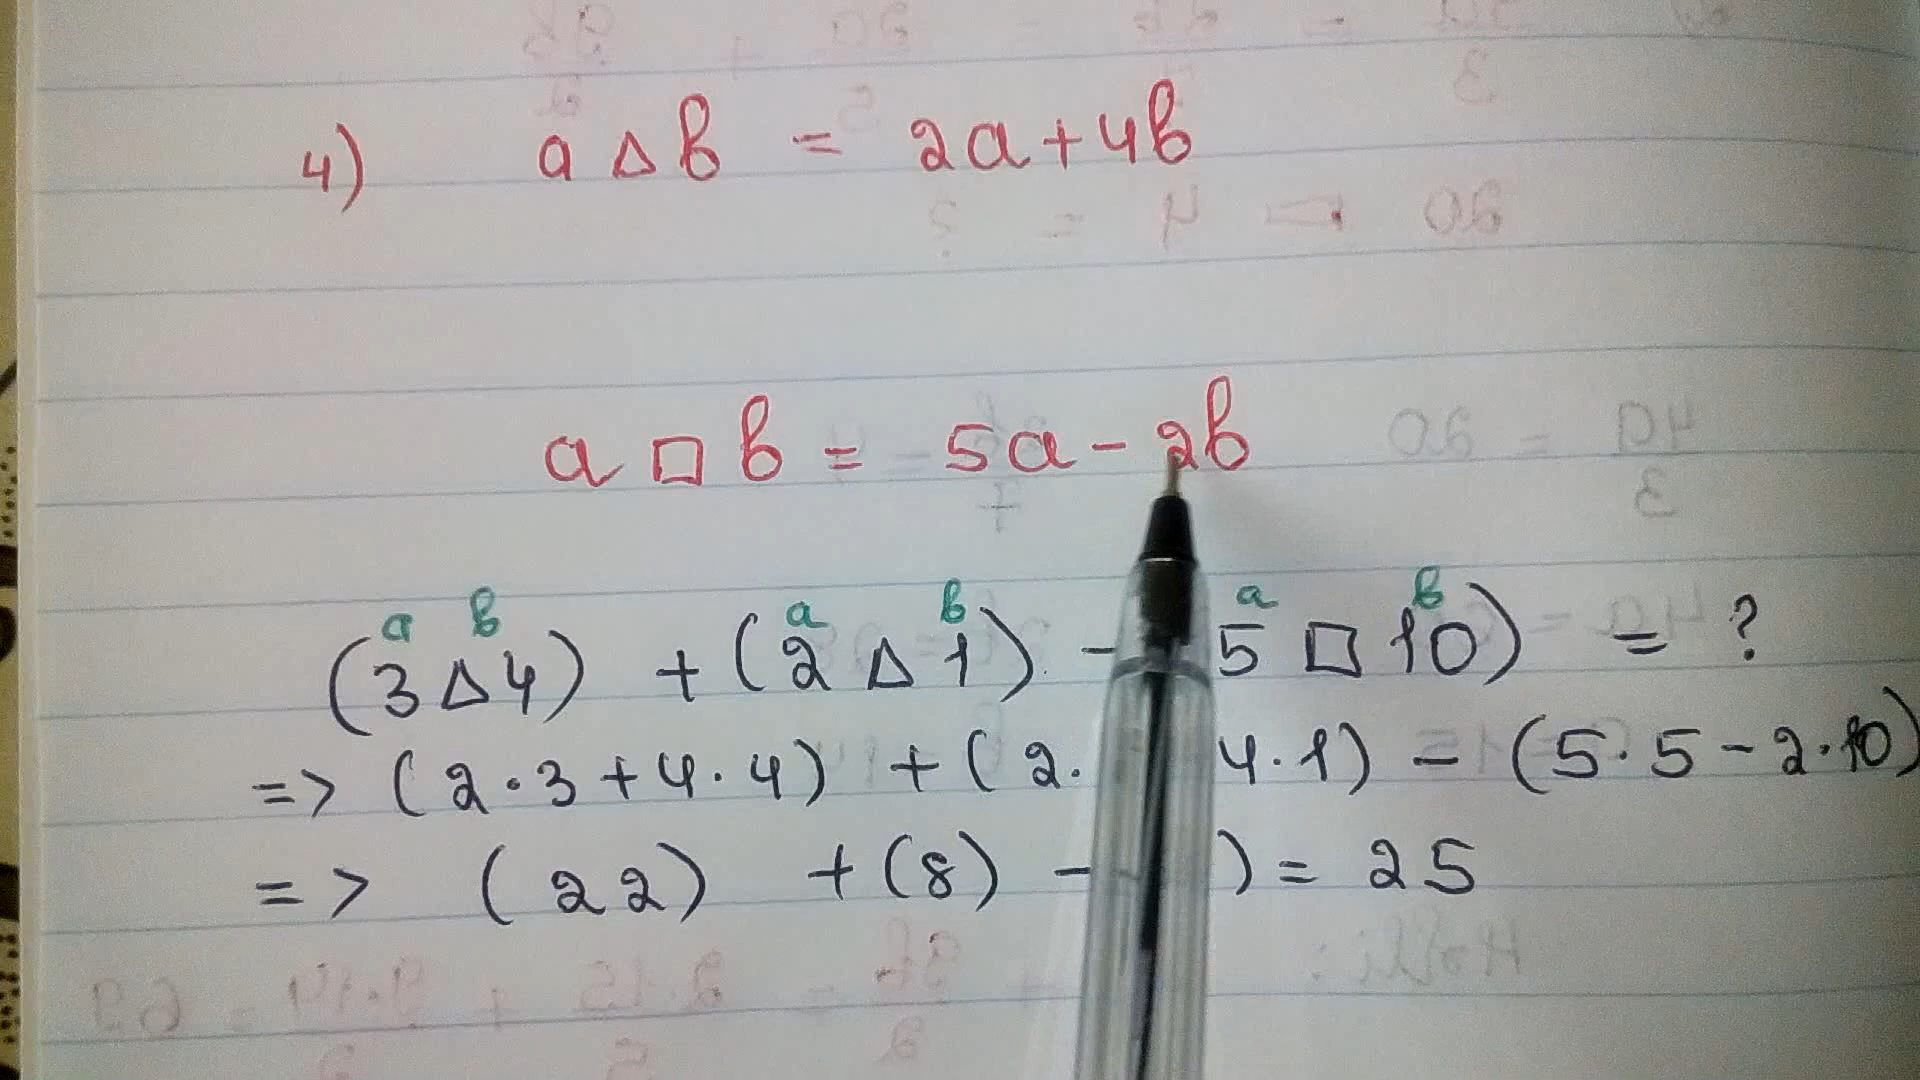 4) a △ b = 2a+4b
a □ b = 5a - 2b
a b a b a b
(3 △ 4) + (2 △ 1) - 5 □ 10) = ?
=> (2·3+4·4) + (2· 4·1) = (5·5-2·10)
=> (22) + (8) - ) = 25